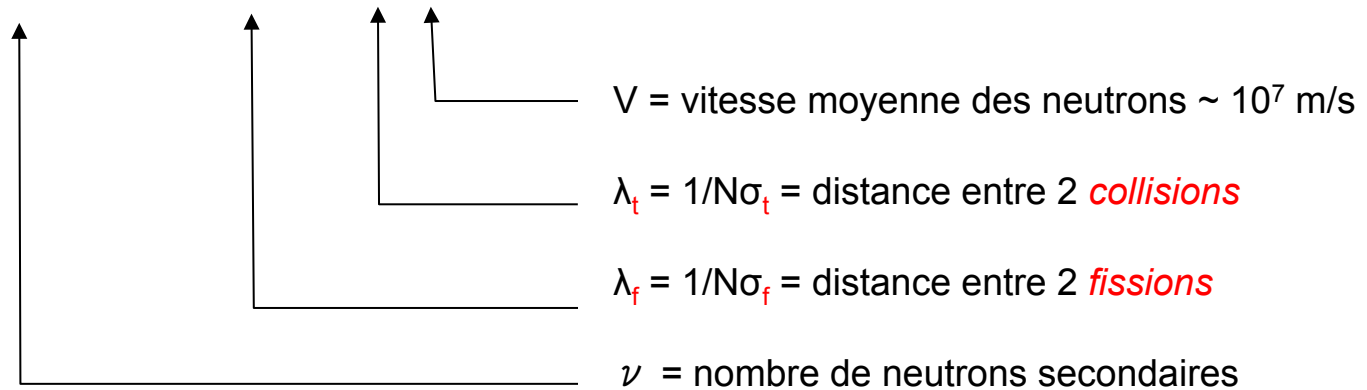 V = vitesse moyenne des neutrons ~ 10⁷ m/s
λₜ = 1/Nσₜ = distance entre 2 collisions
λf = 1/Nσf = distance entre 2 fissions
𝜈 = nombre de neutrons secondaires